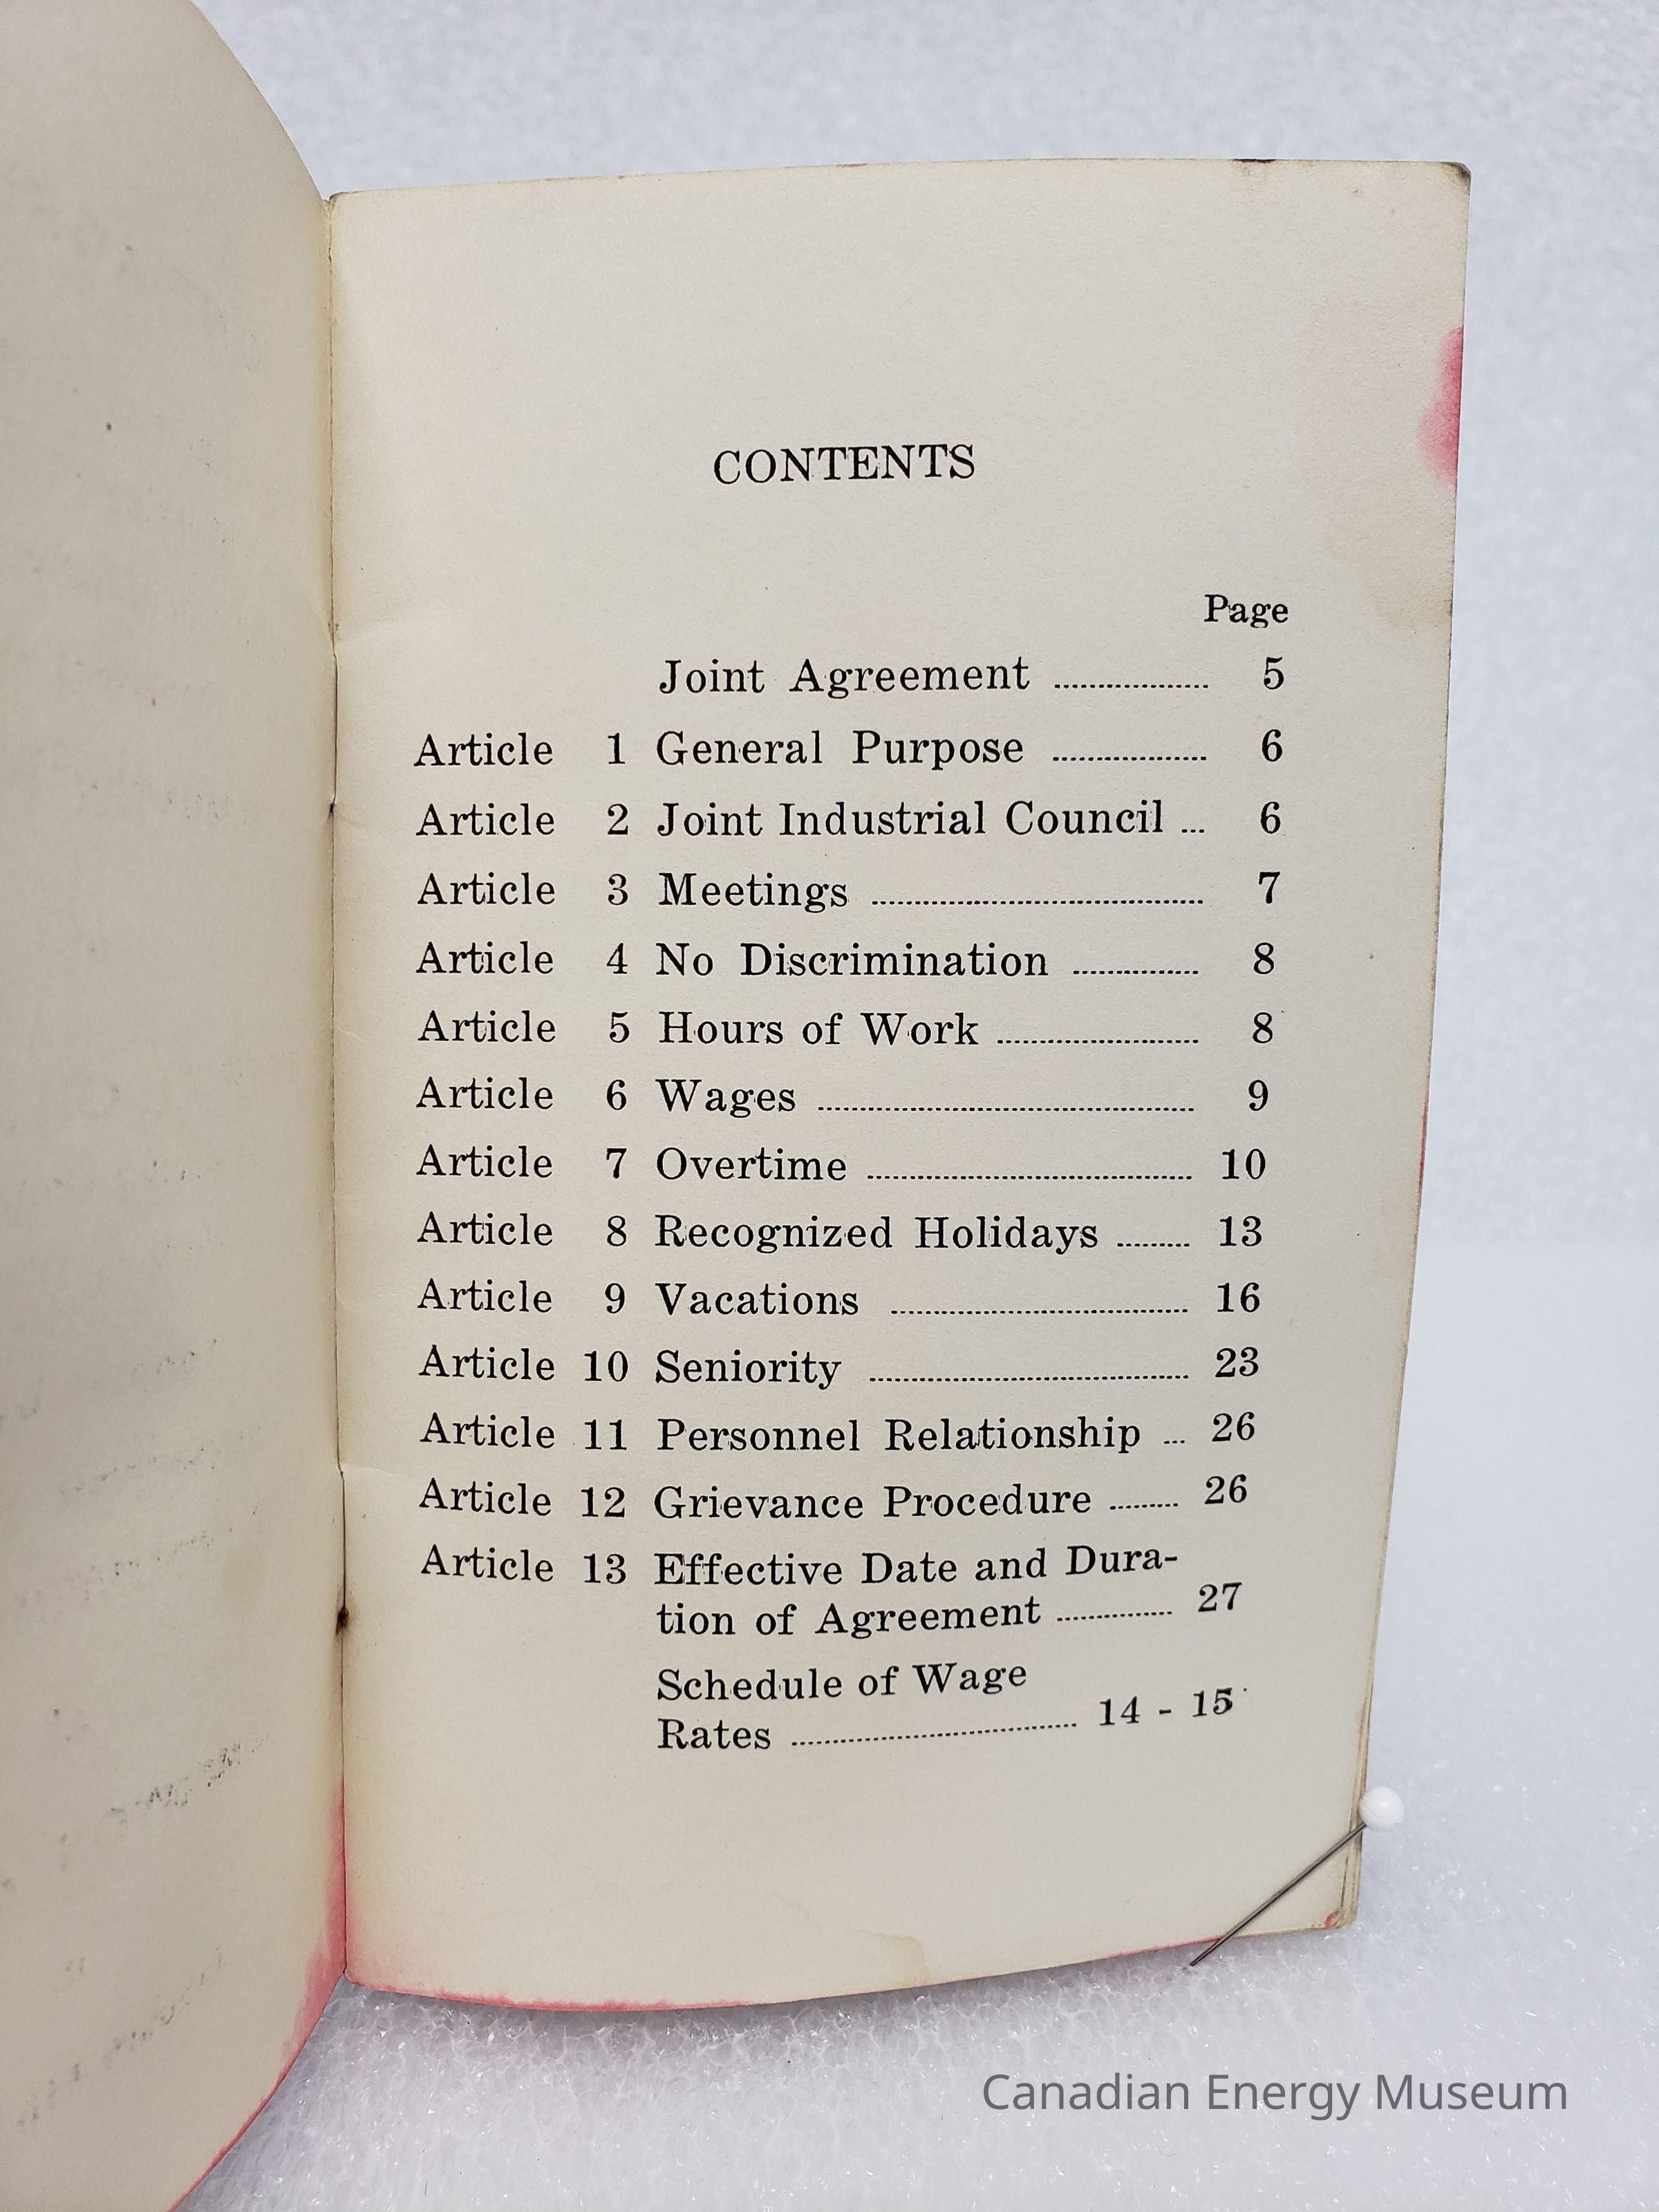 CONTENTS
Page
Joint Agreement ................ 5
Article 1 General Purpose ................ 6
Article 2 Joint Industrial Council ... 6
Article 3 Meetings ................ 7
Article 4 No Discrimination ................ 8
Article 5 Hours of Work ................ 8
Article 6 Wages ................ 9
Article 7 Overtime ................ 10
Article 8 Recognized Holidays ......... 13
Article 9 Vacations ................ 16
Article 10 Seniority ................ 23
Article 11 Personnel Relationship ... 26
Article 12 Grievance Procedure ......... 26
Article 13 Effective Date and Dura-
tion of Agreement ................ 27
Schedule of Wage
Rates ................ 14 - 15
Canadian Energy Museum